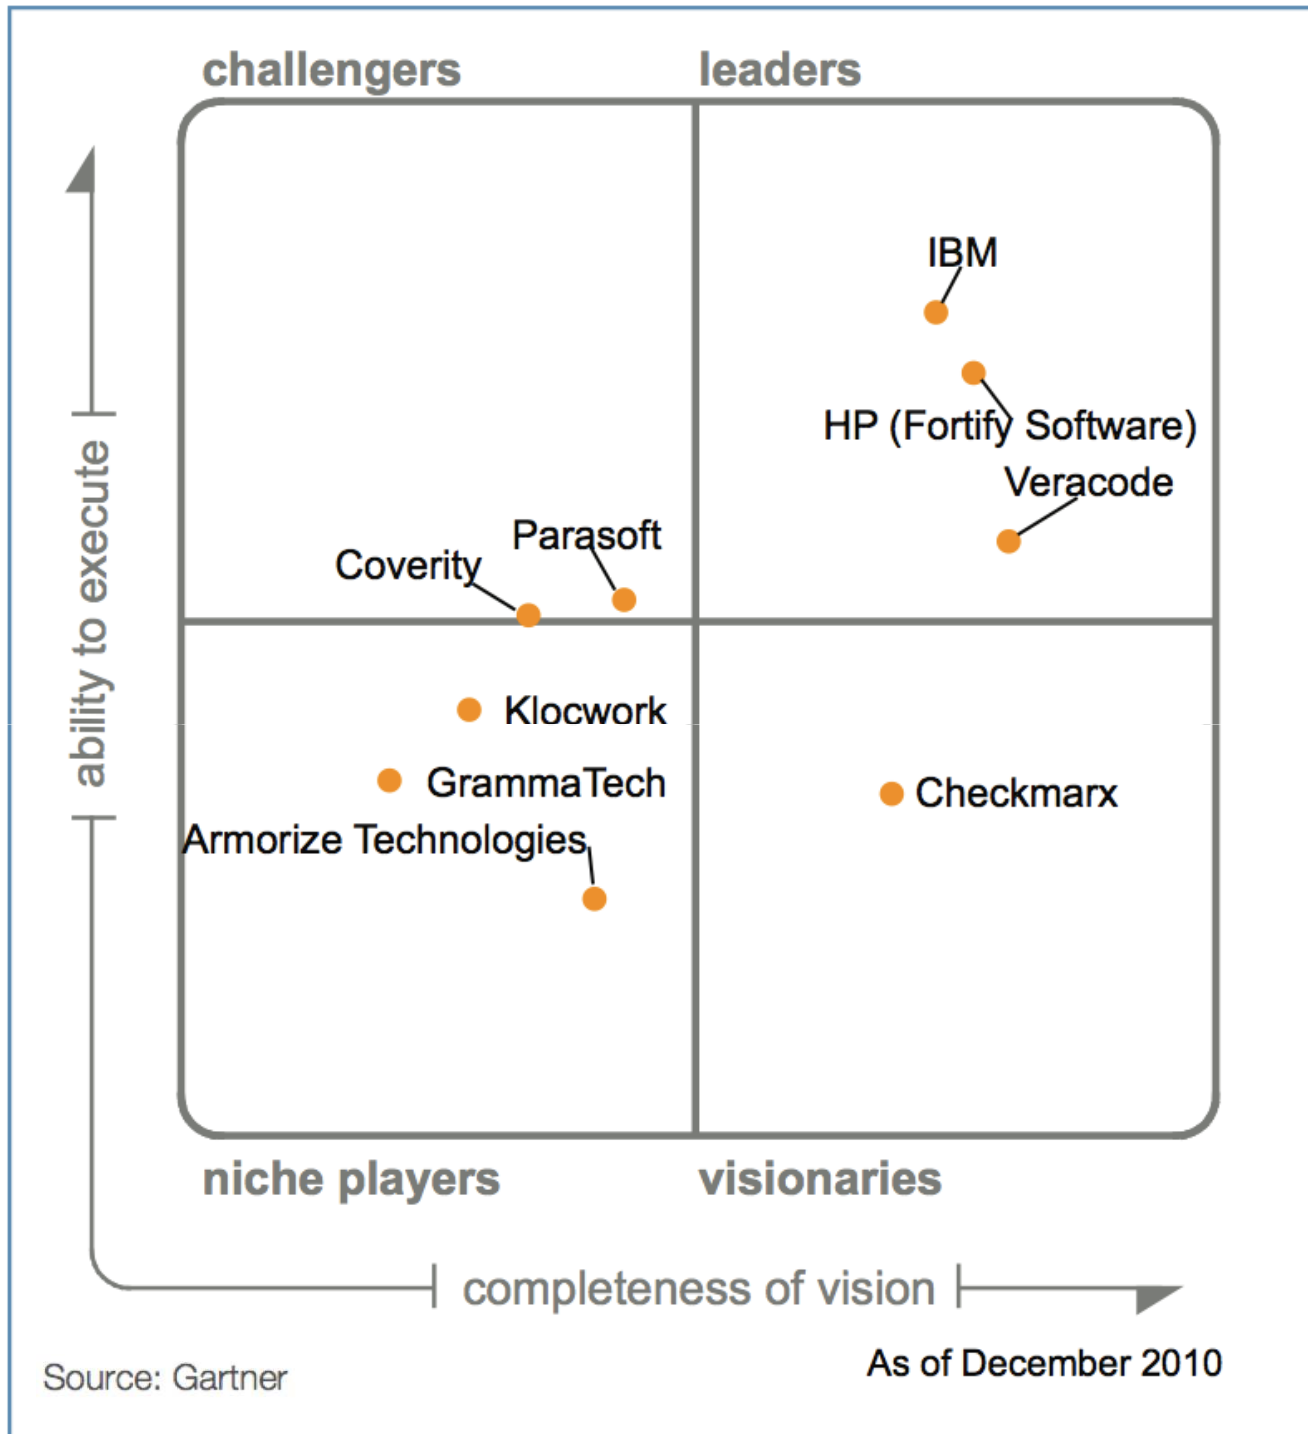 challengers
leaders
IBM
HP (Fortify Software)
Veracode
Parasoft
Coverity
Klocwork
GrammaTech
Armorize Technologies
Checkmarx
ability to execute
niche players
visionaries
completeness of vision
As of December 2010
Source: Gartner